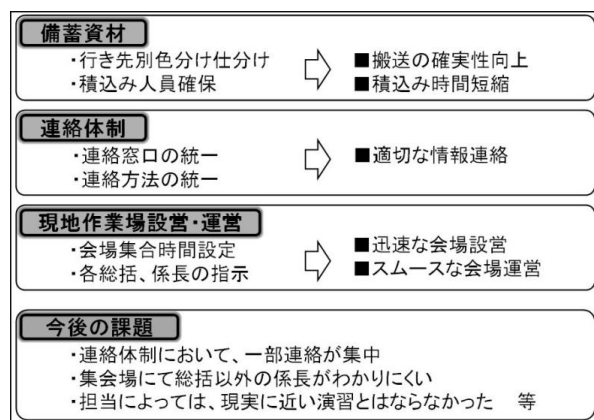 備蓄資材
・行き先別色分け仕分け
・積込み人員確保
■搬送の確実性向上
■積込み時間短縮
連絡体制
・連絡窓口の統一
・連絡方法の統一
■適切な情報連絡
現地作業場設営・運営
・会場集合時間設定
・各総括、係長の指示
■迅速な会場設営
■スムースな会場運営
今後の課題
・連絡体制において、一部連絡が集中
・集会場にて総括以外の係長がわかりにくい
・担当によっては、現実に近い演習とはならなかった 等